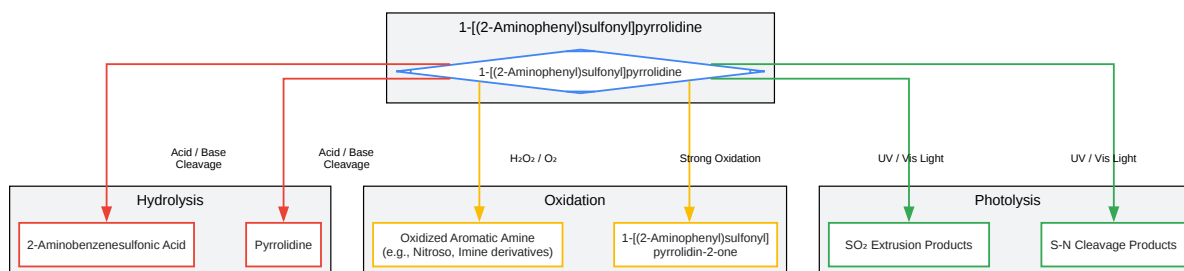 1-[(2-Aminophenyl)sulfonyl]pyrrolidine
1-[(2-Aminophenyl)sulfonyl]pyrrolidine
Acid / Base
Cleavage
Acid / Base
Cleavage
H₂O₂ / O₂
Strong Oxidation
UV / Vis Light
UV / Vis Light
Hydrolysis
2-Aminobenzenesulfonic Acid
Pyrrolidine
Oxidation
Oxidized Aromatic Amine
(e.g., Nitroso, Imine derivatives)
1-[(2-Aminophenyl)sulfonyl]
pyrrolidin-2-one
Photolysis
SO₂ Extrusion Products
S-N Cleavage Products